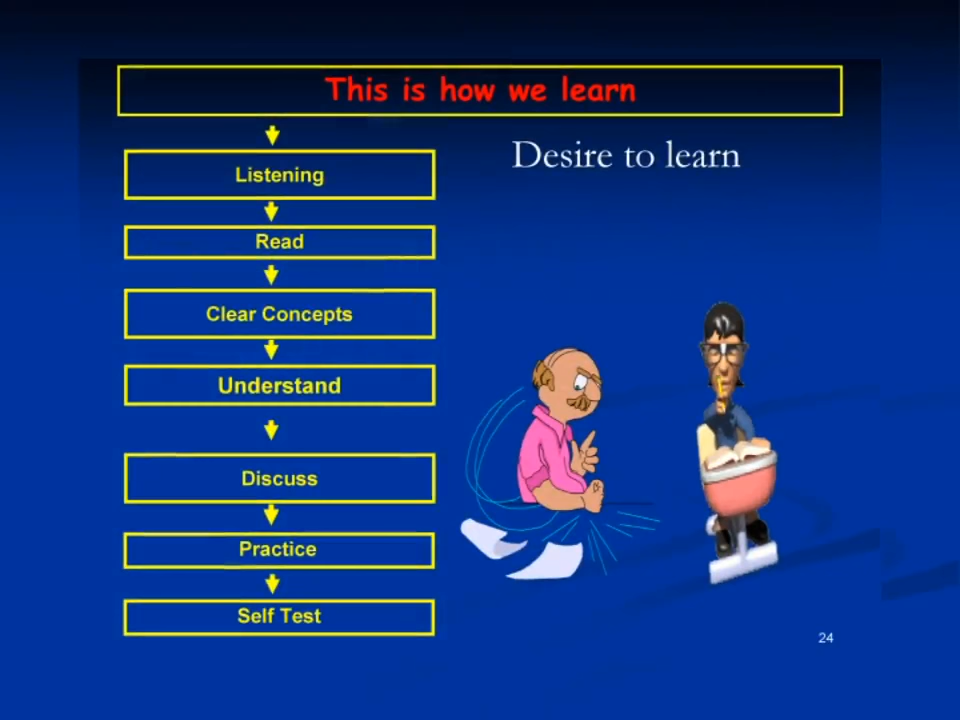 This is how we learn
Desire to learn
Listening
Read
Clear Concepts
Understand
Discuss
Practice
Self Test
24